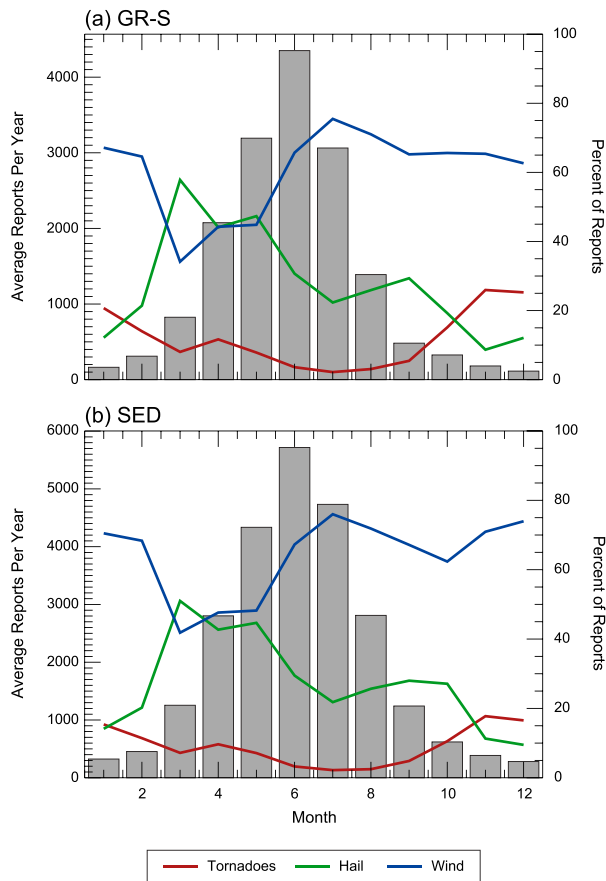 (a) GR-S
Average Reports Per Year
4000
3000
2000
1000
0
100
80
60
40
20
0
Percent of Reports
(b) SED
Average Reports Per Year
6000
5000
4000
3000
2000
1000
0
100
80
60
40
20
0
Percent of Reports
2 4 6 8 10 12
Month
Tornadoes Hail Wind